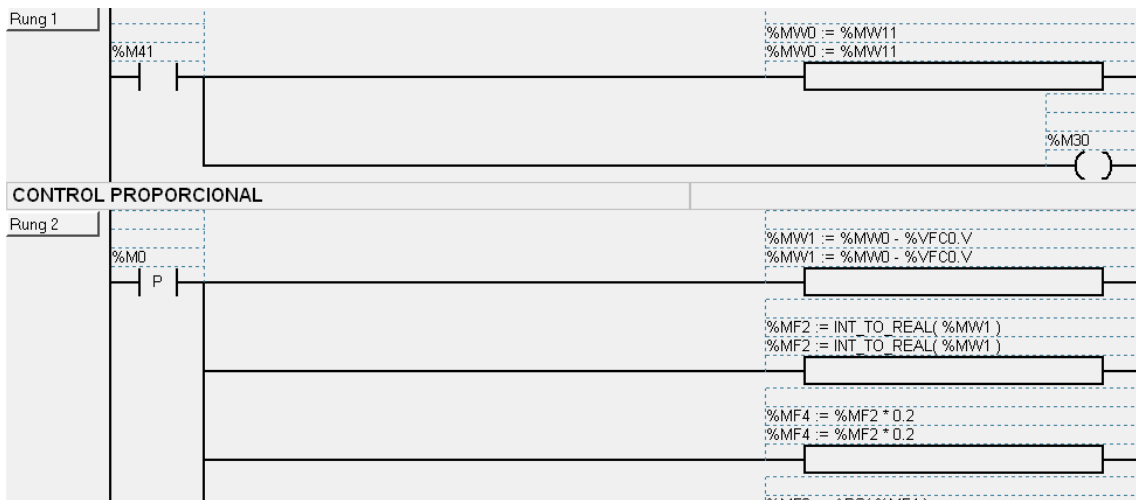 Rung 1
%M41
%MW0 := %MW11
%MW0 := %MW11
%M30
CONTROL PROPORCIONAL
Rung 2
%M0
P
%MW1 := %MW0 - %VFC0.V
%MW1 := %MW0 - %VFC0.V
%MF2 := INT_TO_REAL( %MW1 )
%MF2 := INT_TO_REAL( %MW1 )
%MF4 := %MF2 * 0.2
%MF4 := %MF2 * 0.2